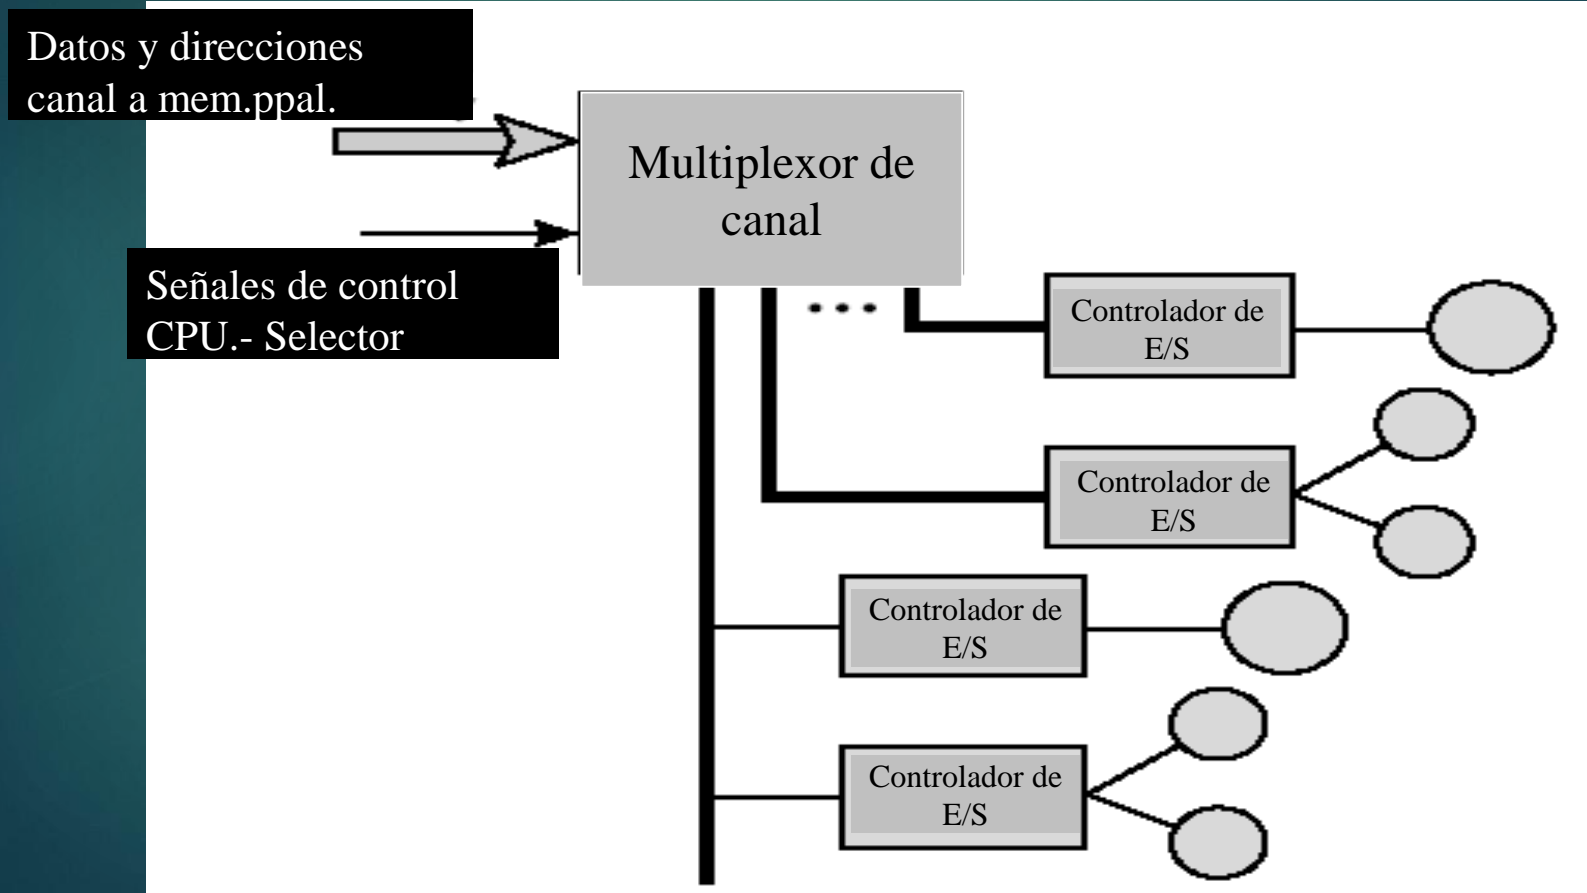 Datos y direcciones
canal a mem.ppal.
Multiplexor de
canal
Señales de control
CPU.- Selector
Controlador de
E/S
Controlador de
E/S
Controlador de
E/S
Controlador de
E/S